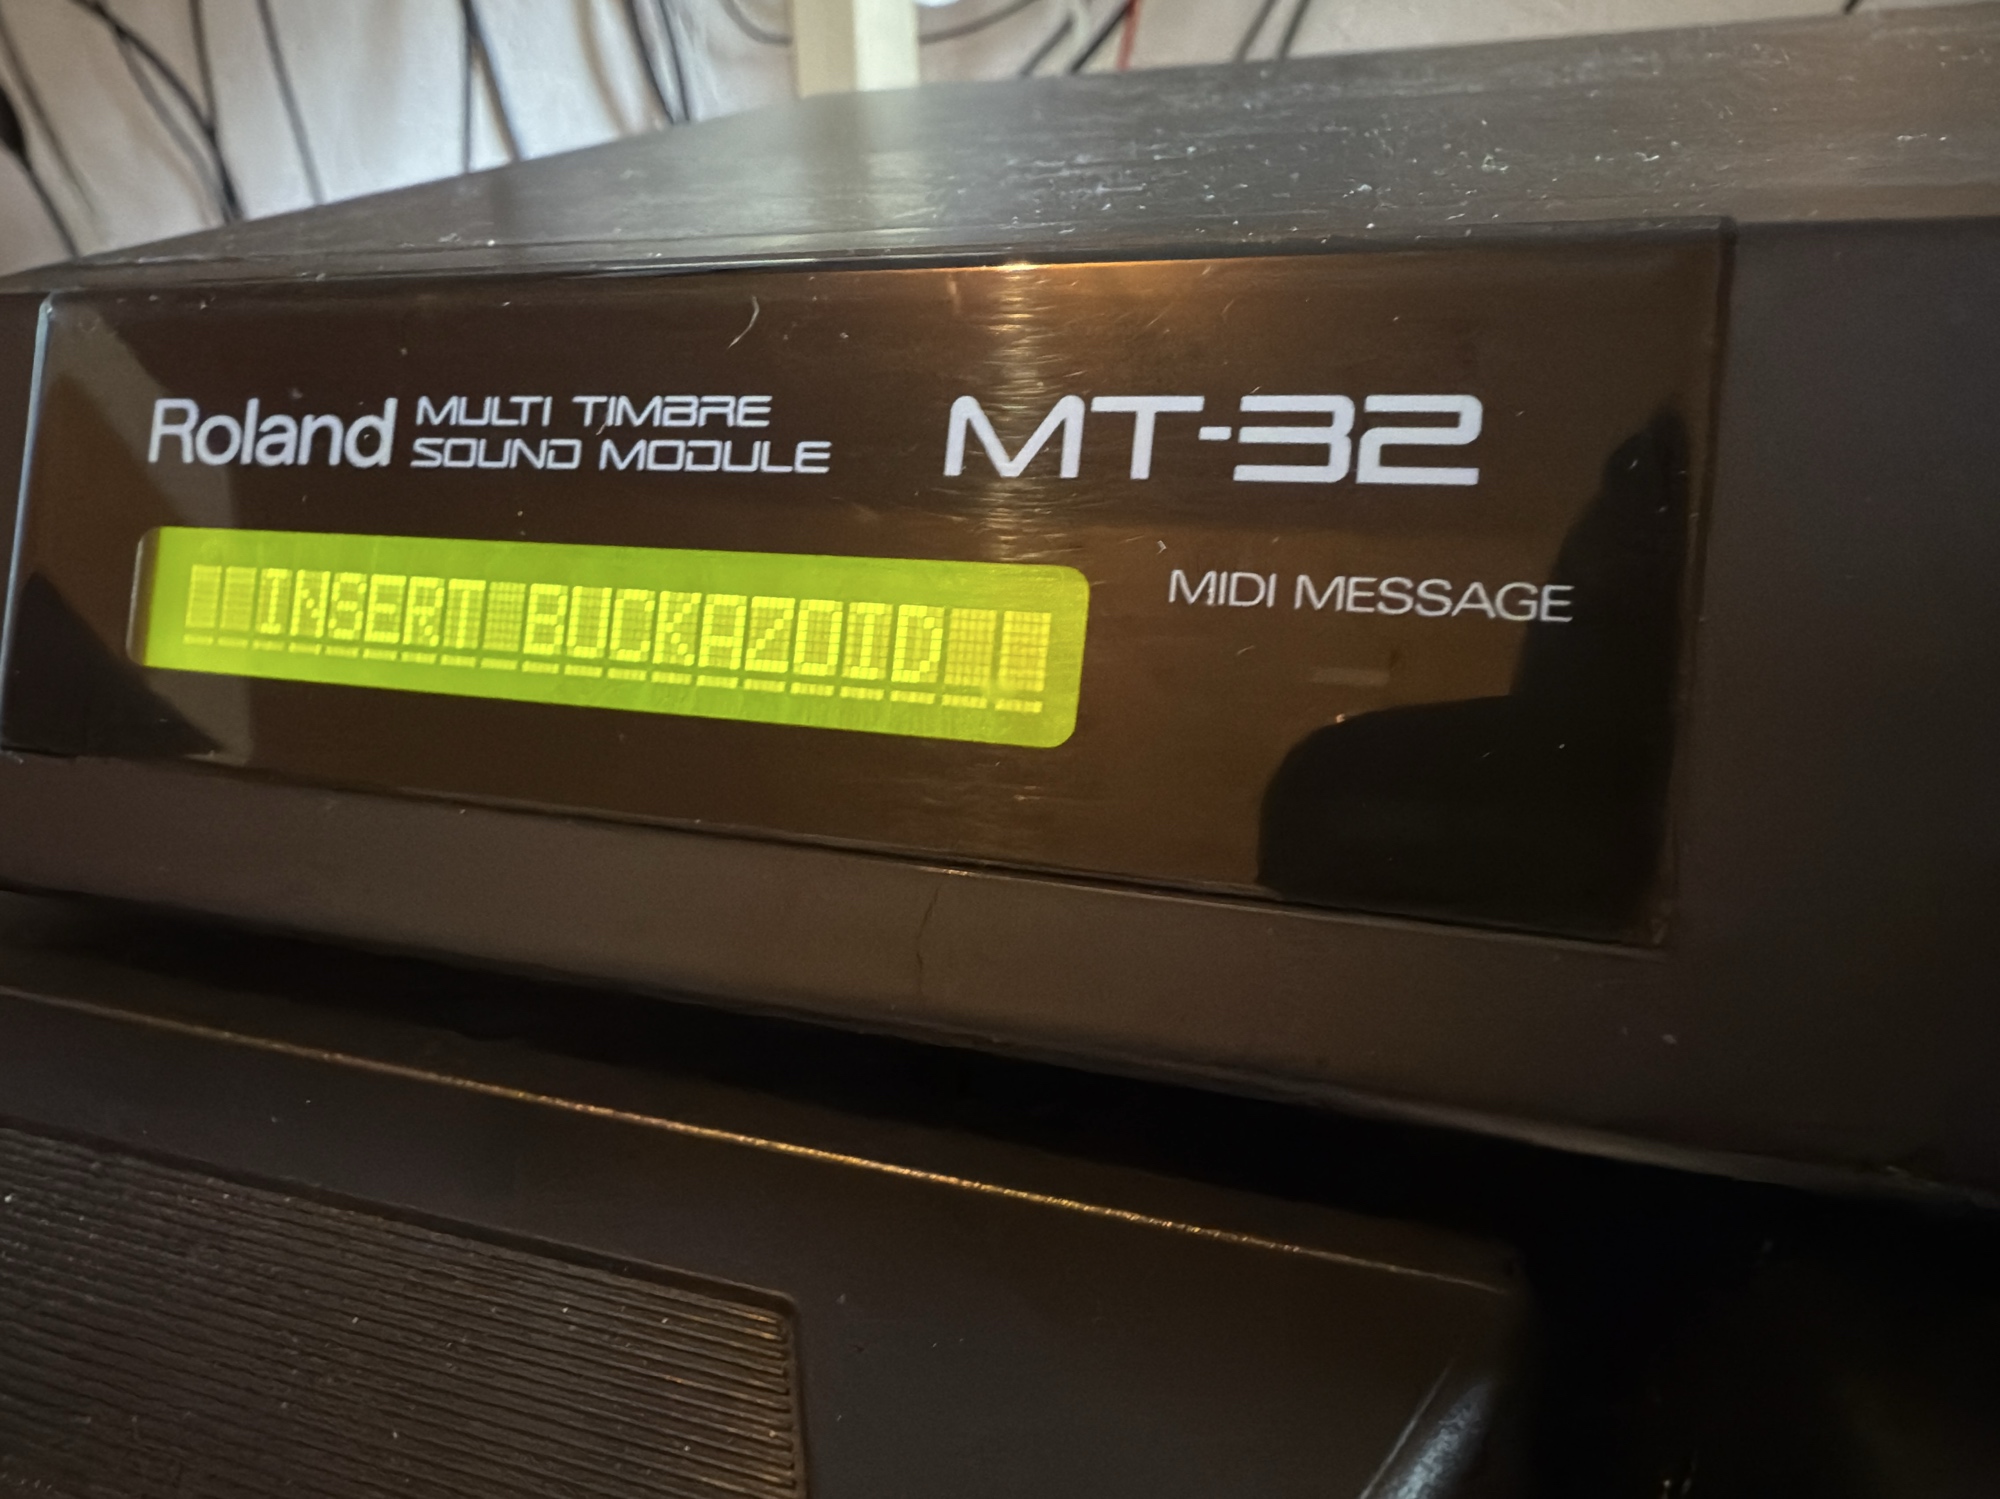 Roland MULTI TIMBRE
SOUND MODULE
MT-32
INSERT BUCKAZOID
MIDI MESSAGE